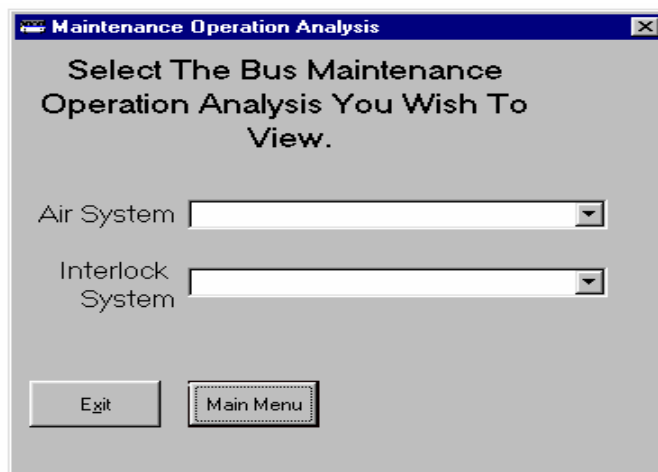 Maintenance Operation Analysis
Select The Bus Maintenance
Operation Analysis You Wish To
View.
Air System
Interlock
System
Exit
Main Menu